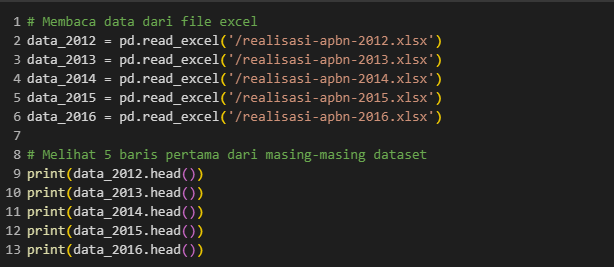 1 # Membaca data dari file excel
2 data_2012 = pd.read_excel('/realisasi-apbn-2012.xlsx')
3 data_2013 = pd.read_excel('/realisasi-apbn-2013.xlsx')
4 data_2014 = pd.read_excel('/realisasi-apbn-2014.xlsx')
5 data_2015 = pd.read_excel('/realisasi-apbn-2015.xlsx')
6 data_2016 = pd.read_excel('/realisasi-apbn-2016.xlsx')
7
8 # Melihat 5 baris pertama dari masing-masing dataset
9 print(data_2012.head())
10 print(data_2013.head())
11 print(data_2014.head())
12 print(data_2015.head())
13 print(data_2016.head())